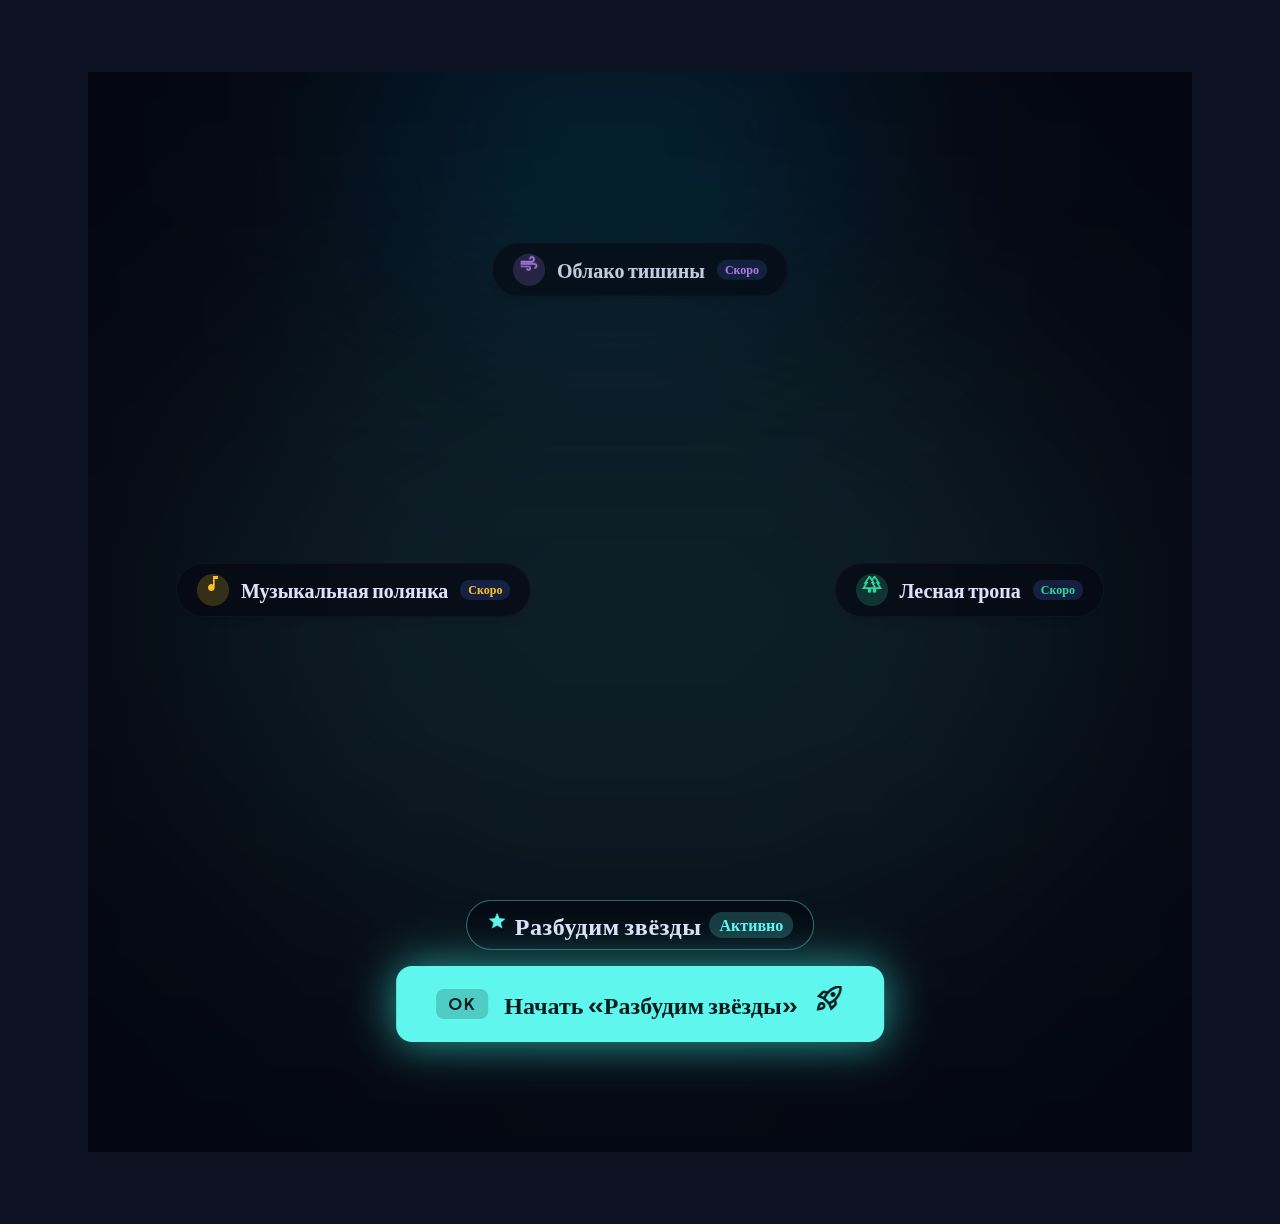 Облако тишины Скоро
Музыкальная полянка Скоро
Лесная тропа Скоро
Разбудим звёзды Активно
OK Начать «Разбудим звёзды»